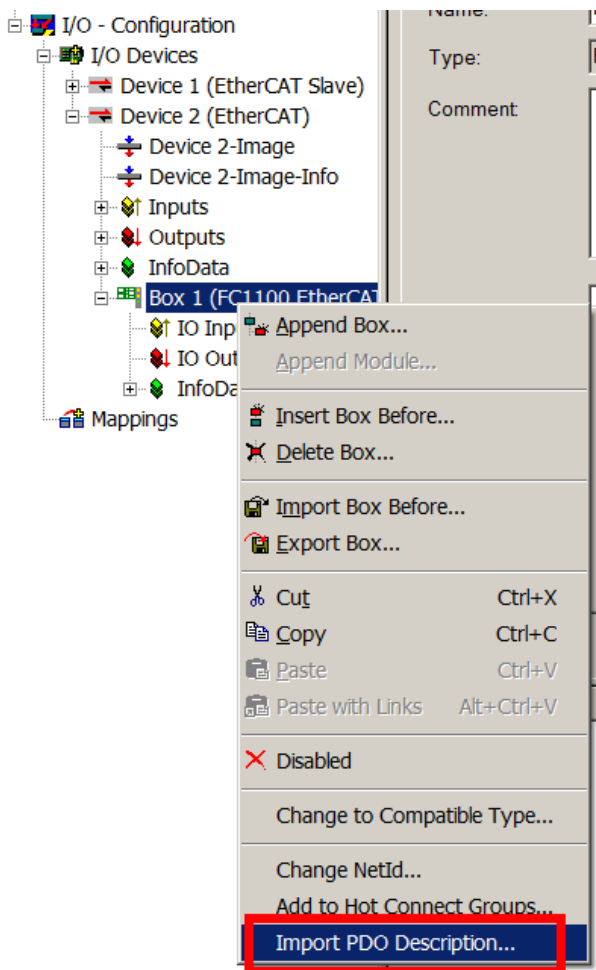 Name:
I/O - Configuration
I/O Devices
Type:
Device 1 (EtherCAT Slave)
Comment:
Device 2 (EtherCAT)
Device 2-Image
Device 2-Image-Info
Inputs
Outputs
InfoData
Box 1 (FC1100 EtherCAT
IO Inp
IO Out
InfoDa
Mappings
Append Box...
Append Module...
Insert Box Before...
Delete Box...
Import Box Before...
Export Box...
Cut Ctrl+X
Copy Ctrl+C
Paste Ctrl+V
Paste with Links Alt+Ctrl+V
Disabled
Change to Compatible Type...
Change NetId...
Add to Hot Connect Groups...
Import PDO Description...